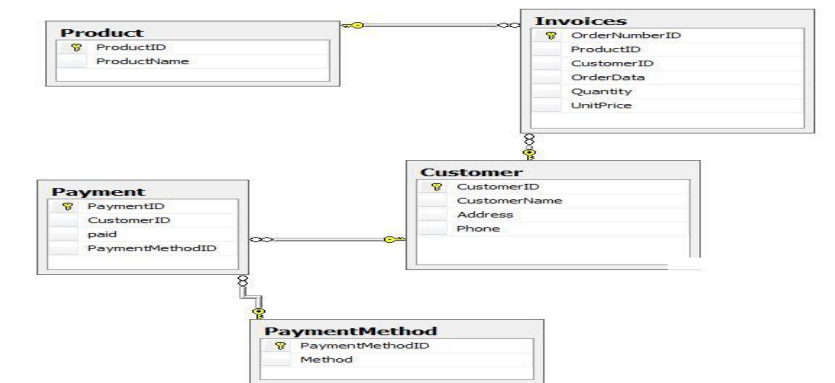 Product
ProductID
ProductName
Invoices
OrderNumberID
ProductID
CustomerID
OrderData
Quantity
UnitPrice
Customer
CustomerID
CustomerName
Address
Phone
Payment
PaymentID
CustomerID
paid
PaymentMethodID
PaymentMethod
PaymentMethodID
Method